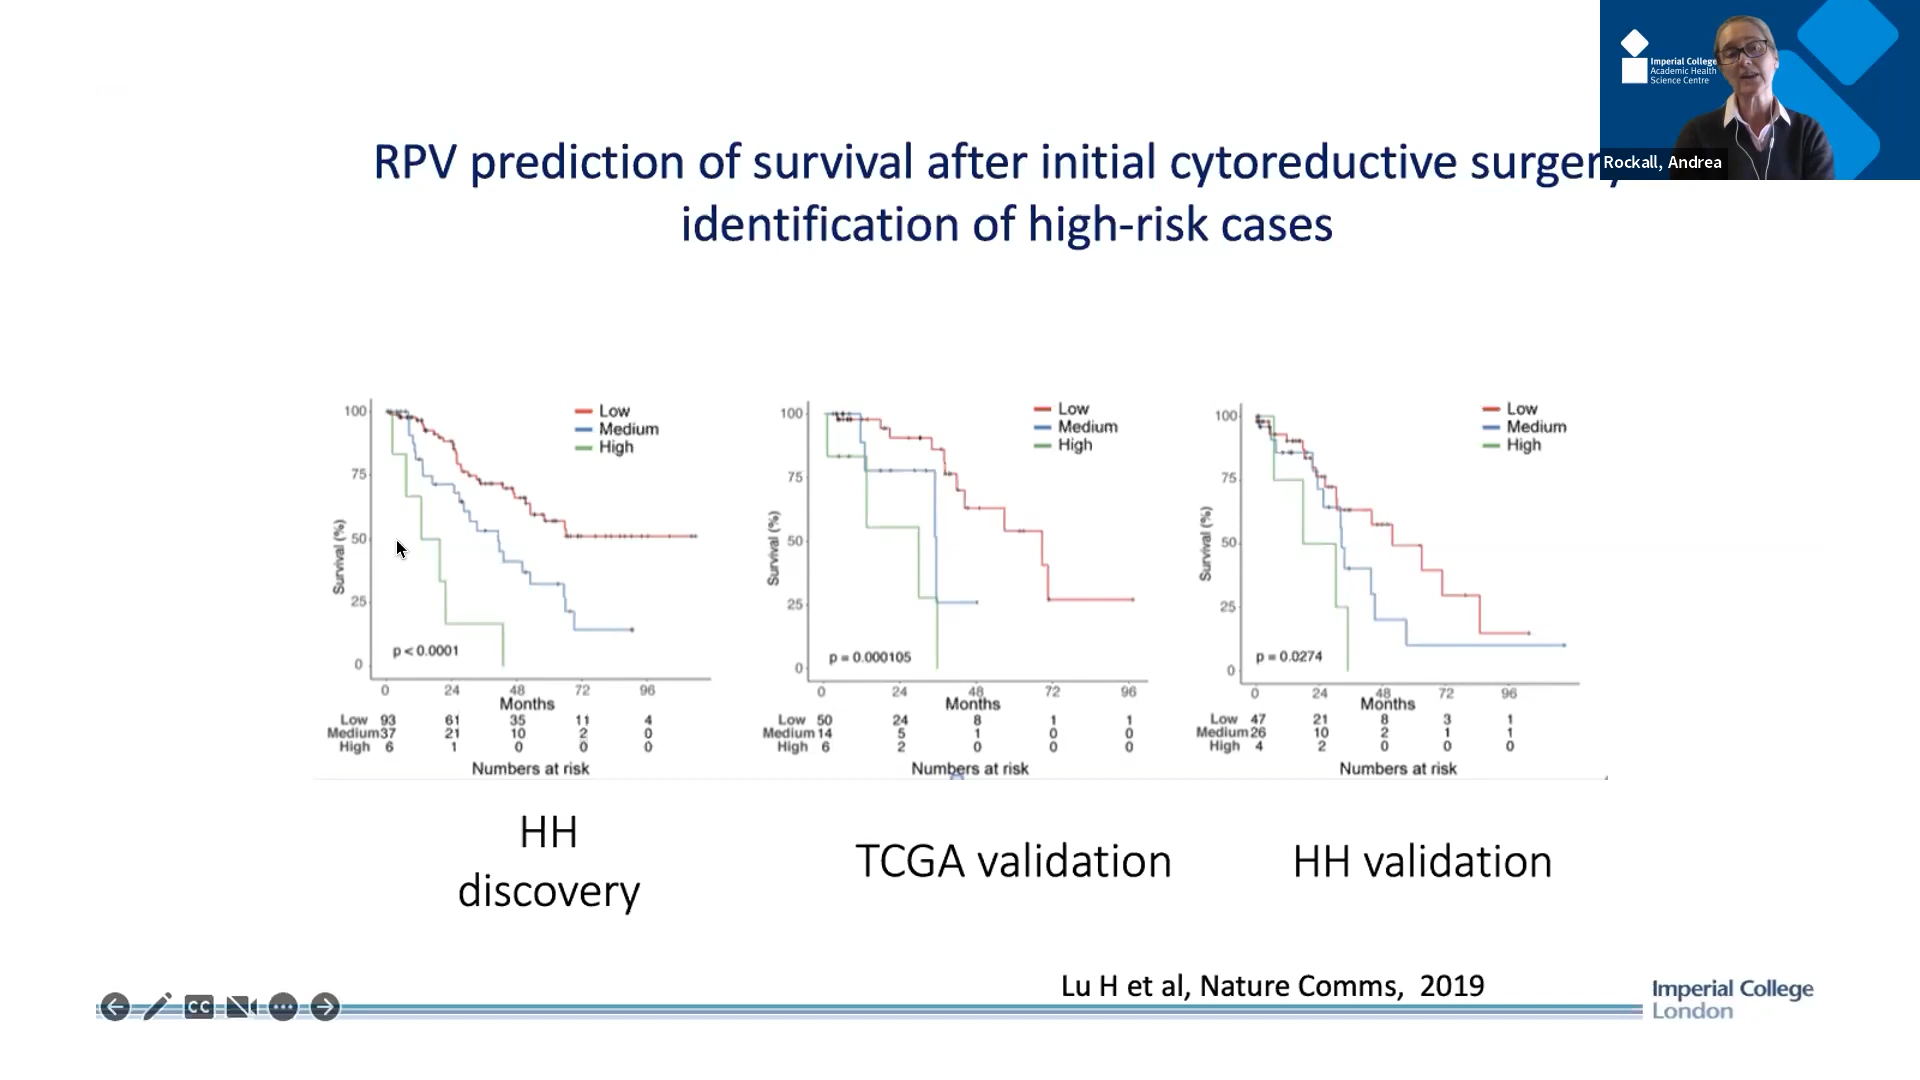 Imperial College
Academic Health
Science Centre
Rockall, Andrea
RPV prediction of survival after initial cytoreductive surgery
identification of high-risk cases
Low
Medium
High
100
75
50
25
0
Survival (%)
p < 0.0001
0 24 48 72 96
Months
Low 93 61 35 11 4
Medium 37 21 10 2 0
High 6 1 0 0 0
Numbers at risk
Low
Medium
High
100
75
50
25
0
Survival (%)
p = 0.000105
0 24 48 72 96
Months
Low 50 24 8 1 1
Medium 14 5 1 0 0
High 6 2 0 0 0
Numbers at risk
Low
Medium
High
100
75
50
25
0
Survival (%)
p = 0.0274
0 24 48 72 96
Months
Low 47 21 8 3 1
Medium 26 10 2 1 1
High 4 2 0 0 0
Numbers at risk
HH
discovery
TCGA validation
HH validation
Lu H et al, Nature Comms, 2019
CC
Imperial College
London